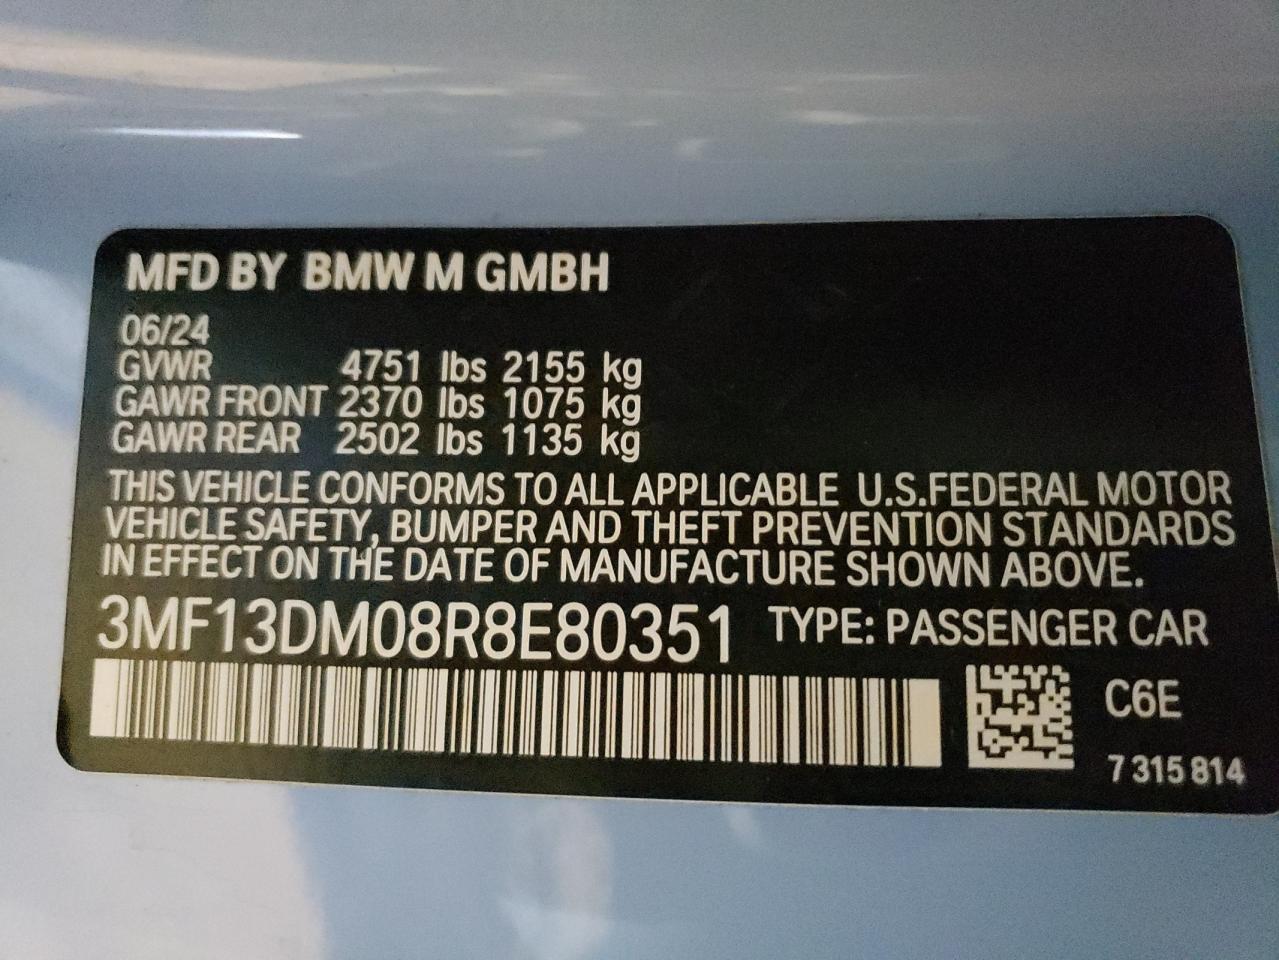 MFD BY BMW M GMBH
06/24
GVWR 4751 lbs 2155 kg
GAWR FRONT 2370 lbs 1075 kg
GAWR REAR 2502 lbs 1135 kg
THIS VEHICLE CONFORMS TO ALL APPLICABLE U.S.FEDERAL MOTOR
VEHICLE SAFETY, BUMPER AND THEFT PREVENTION STANDARDS
IN EFFECT ON THE DATE OF MANUFACTURE SHOWN ABOVE.
3MF13DM08R8E80351 TYPE: PASSENGER CAR
C6E
7 315 814